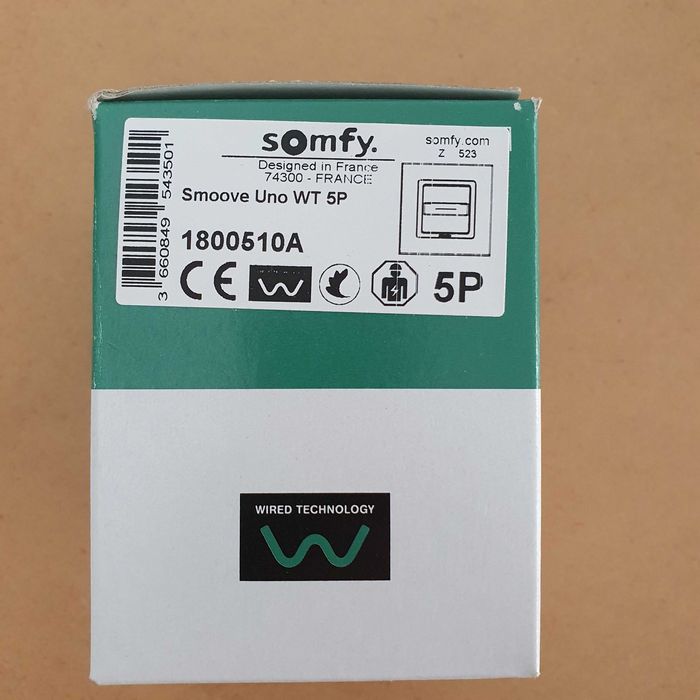 somfy.
Designed in France
74300 - FRANCE
somfy.com
Z 523
Smoove Uno WT 5P
1800510A
CE
5P
3 660849 543501
WIRED TECHNOLOGY